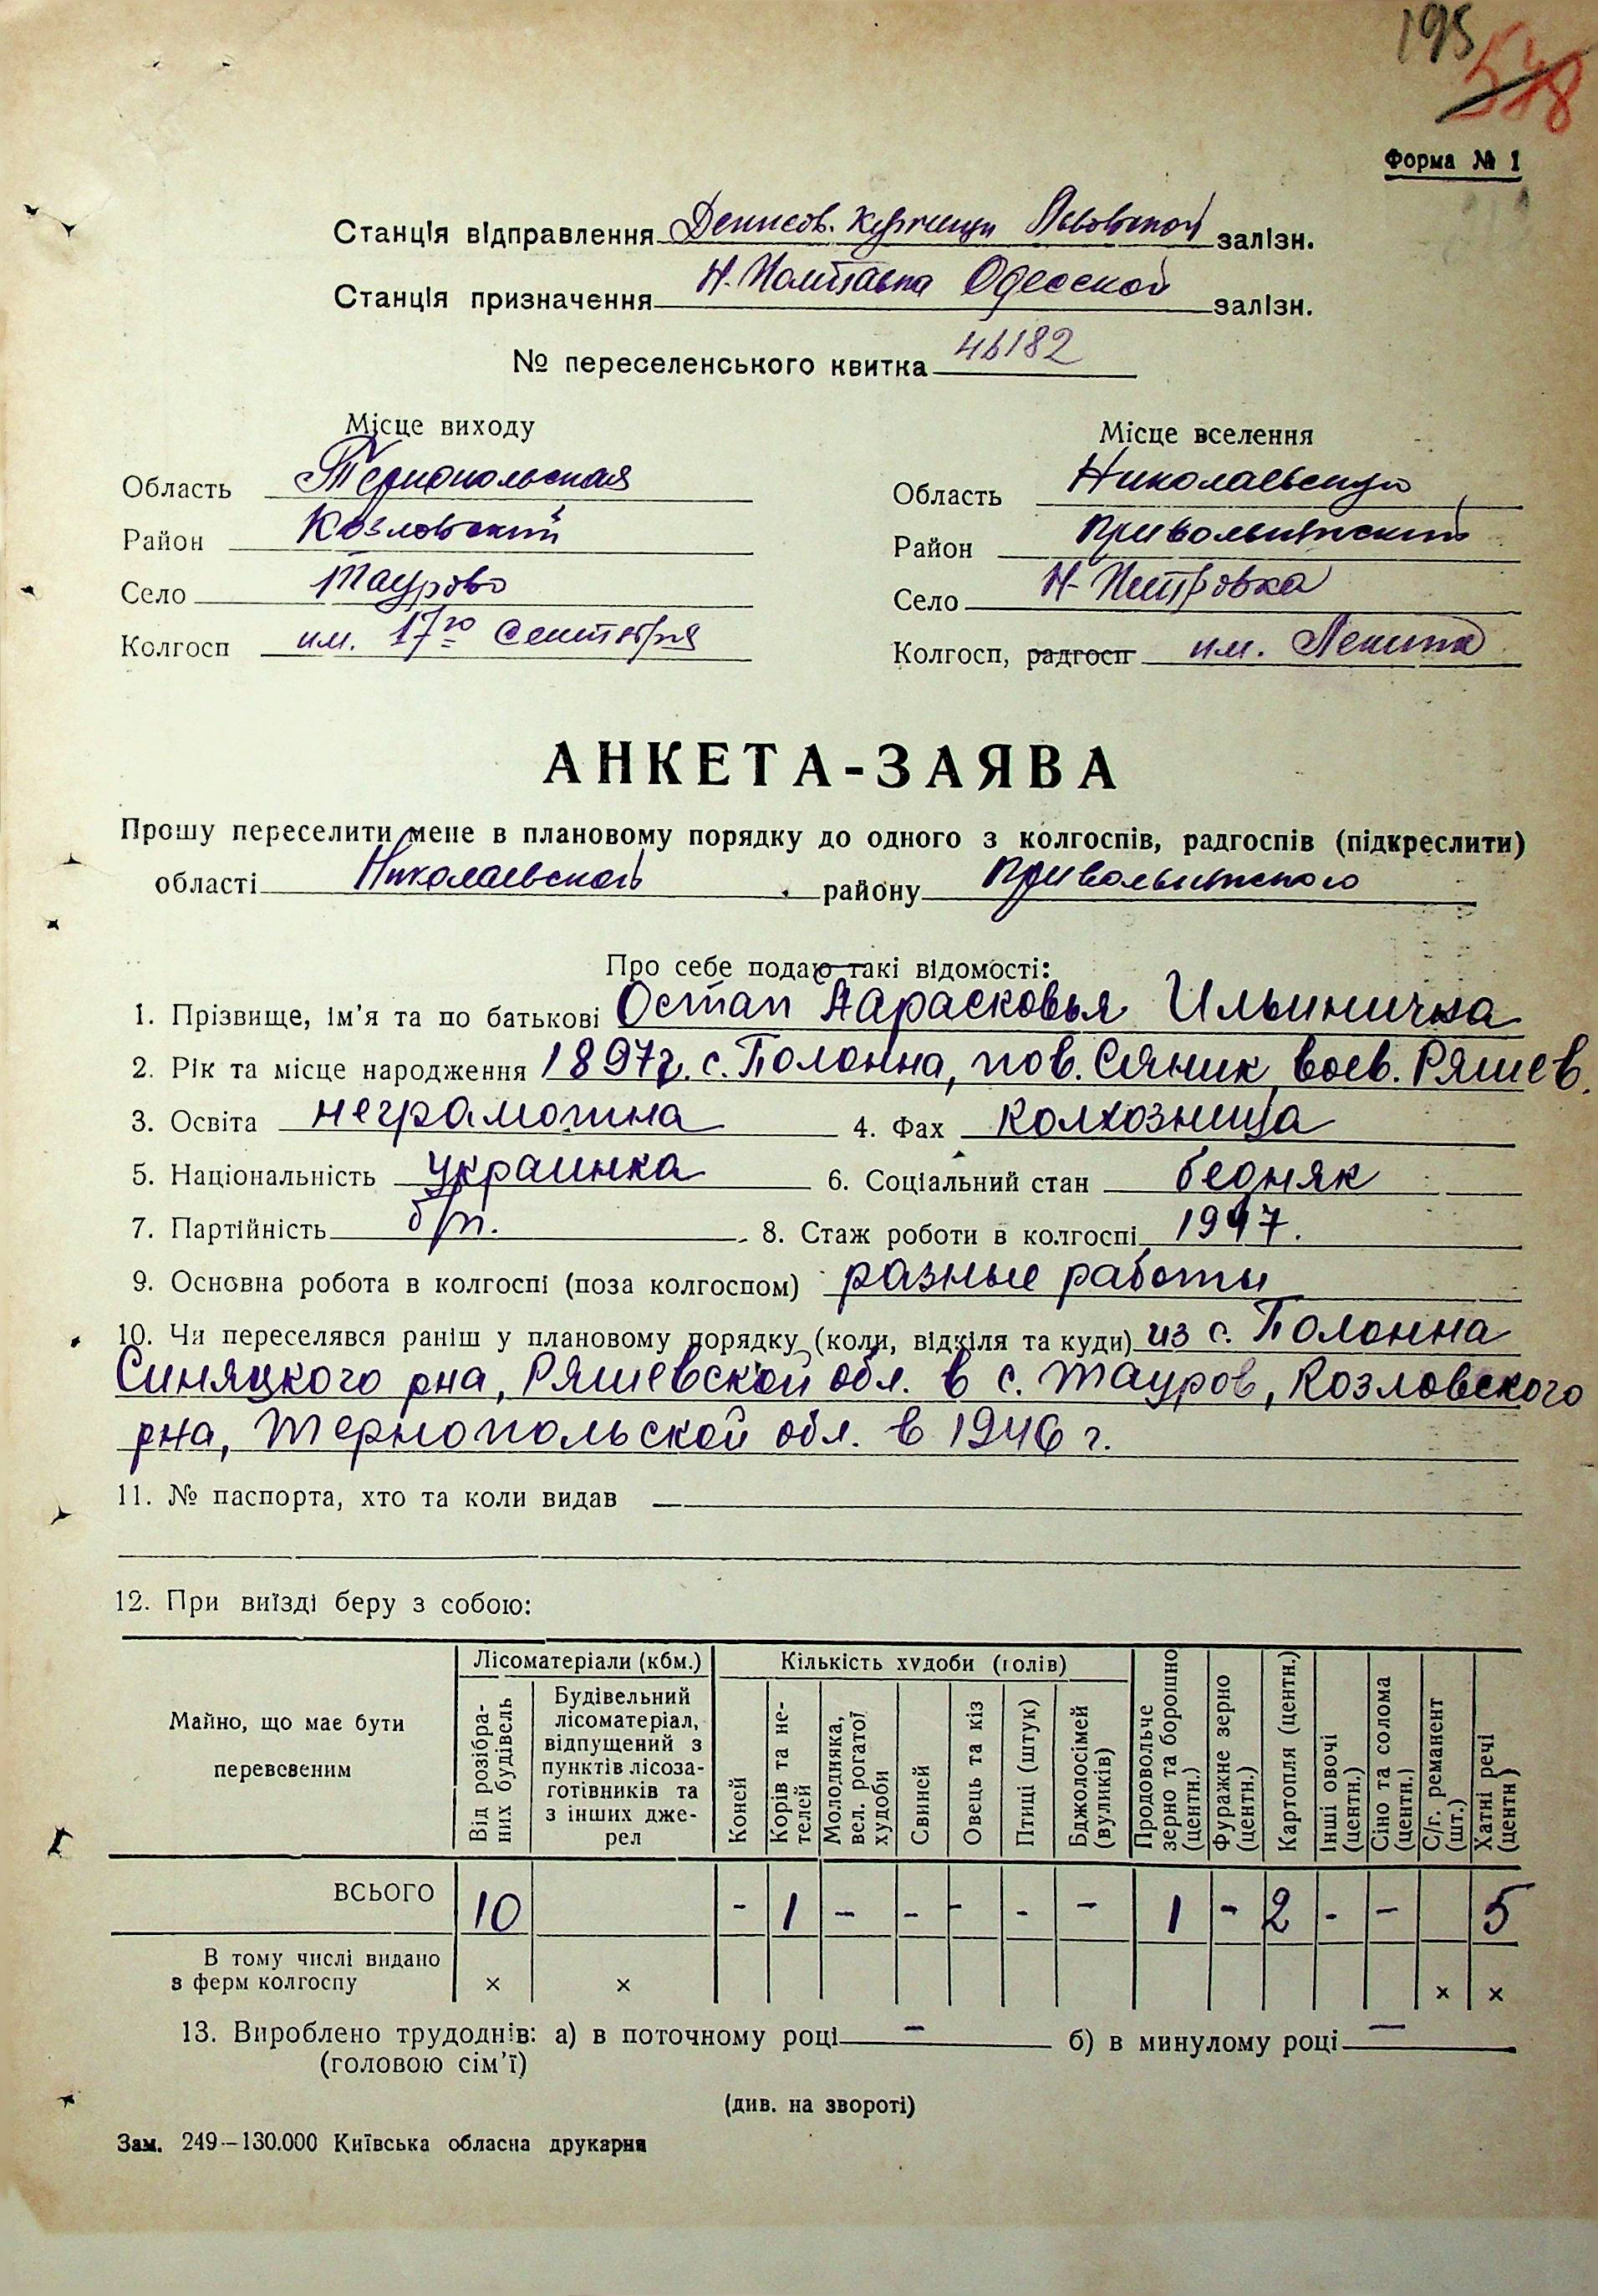 195
548
Форма № 1
Станція відправлення Денисов. Купчинцы Львовской залізн.
Станція призначення Н. Полтавка Одесской залізн.
№ переселенського квитка 46182
Місце виходу
Область Тернопольская
Район Козловский
Село Таурово
Колгосп им. 17го Сентября
Місце вселення
Область Николаевскую
Район Привольнянский
Село Н-Петровка
Колгосп, радгосп им. Ленина
АНКЕТА-ЗАЯВА
Прошу переселити мене в плановому порядку до одного з колгоспів, радгоспів (підкреслити)
області Николаевской району Привольнянского
Про себе подаю такі відомості:
1. Прізвище, ім’я та по батькові Остап Парасковья Ильинична
2. Рік та місце народження 1897г. с. Полонна, пов. Сяник, воев. Ряшев.
3. Освіта неграмотна 4. Фах колхозница
5. Національність украинка 6. Соціальний стан бедняк
7. Партійність б/п. 8. Стаж роботи в колгоспі 1947.
9. Основна робота в колгоспі (поза колгоспом) разные работы
10. Чи переселявся раніш у плановому порядку (коли, відкіля та куди) из с. Полонна
Синяцкого рна, Ряшевской обл. в с. Тауров, Козловского
рна, Тернопольской обл. в 1946 г.
11. № паспорта, хто та коли видав —
12. При виїзді беру з собою:
Майно, що має бути перевезеним
Лісоматеріали (кбм.)
Від розібраних будівель
Будівельний лісоматеріал, відпущений з пунктів лісозаготівників та з інших джерел
Кількість худоби (голів)
Коней
Корів та нетелей
Молодняка, вел. рогатої худоби
Свиней
Овець та кіз
Птиці (штук)
Бджолосімей (вуликів)
Продовольче зерно та борошно (центн.)
Фуражне зерно (центн.)
Картопля (центн.)
Інші овочі (центн.)
Сіно та солома (центн.)
С/г. реманент (шт.)
Хатні речі (центн)
ВСЬОГО 10 - 1 - - - - - 1 - 2 - - 5
В тому числі видано
з ферм колгоспу × × × ×
13. Вироблено трудоднів: а) в поточному році — б) в минулому році —
(головою сім’ї)
(див. на звороті)
Зам. 249—130.000 Київська обласна друкарня